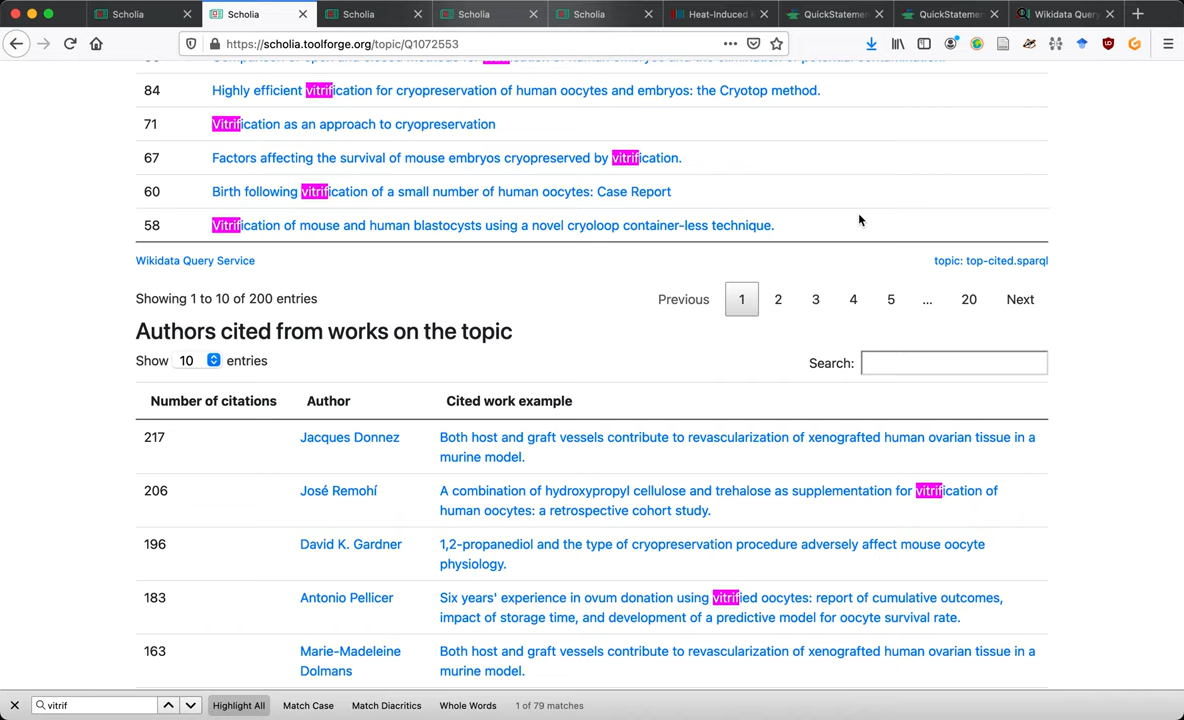 Scholia
Scholia
Scholia
Scholia
Scholia
Heat-Induced
QuickStatemen
QuickStatemen
Wikidata Query
https://scholia.toolforge.org/topic/Q1072553
84 Highly efficient vitrification for cryopreservation of human oocytes and embryos: the Cryotop method.
71 Vitrification as an approach to cryopreservation
67 Factors affecting the survival of mouse embryos cryopreserved by vitrification.
60 Birth following vitrification of a small number of human oocytes: Case Report
58 Vitrification of mouse and human blastocysts using a novel cryoloop container-less technique.
Wikidata Query Service topic: top-cited.sparql
Showing 1 to 10 of 200 entries Previous 1 2 3 4 5 ... 20 Next
Authors cited from works on the topic
Show 10 entries Search:
Number of citations Author Cited work example
217 Jacques Donnez Both host and graft vessels contribute to revascularization of xenografted human ovarian tissue in a
murine model.
206 José Remohí A combination of hydroxypropyl cellulose and trehalose as supplementation for vitrification of
human oocytes: a retrospective cohort study.
196 David K. Gardner 1,2-propanediol and the type of cryopreservation procedure adversely affect mouse oocyte
physiology.
183 Antonio Pellicer Six years' experience in ovum donation using vitrified oocytes: report of cumulative outcomes,
impact of storage time, and development of a predictive model for oocyte survival rate.
163 Marie-Madeleine Both host and graft vessels contribute to revascularization of xenografted human ovarian tissue in a
Dolmans murine model.
vitrif Highlight All Match Case Match Diacritics Whole Words 1 of 79 matches